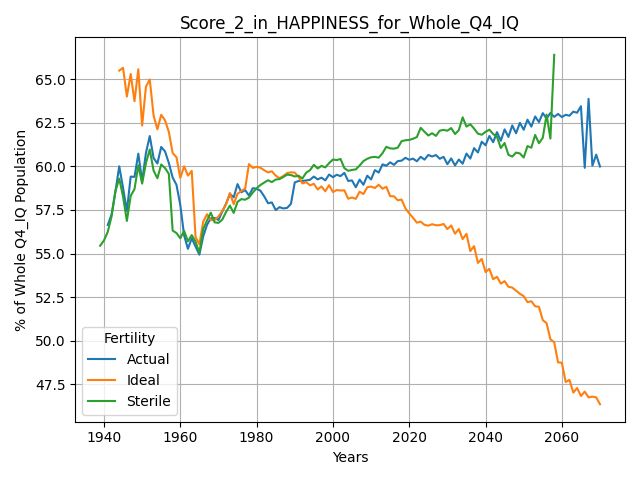 Score_2_in_HAPPINESS_for_Whole_Q4_IQ
% of Whole Q4_IQ Population
65.0
62.5
60.0
57.5
55.0
52.5
50.0
47.5
Fertility
Actual
Ideal
Sterile
1940 1960 1980 2000 2020 2040 2060
Years